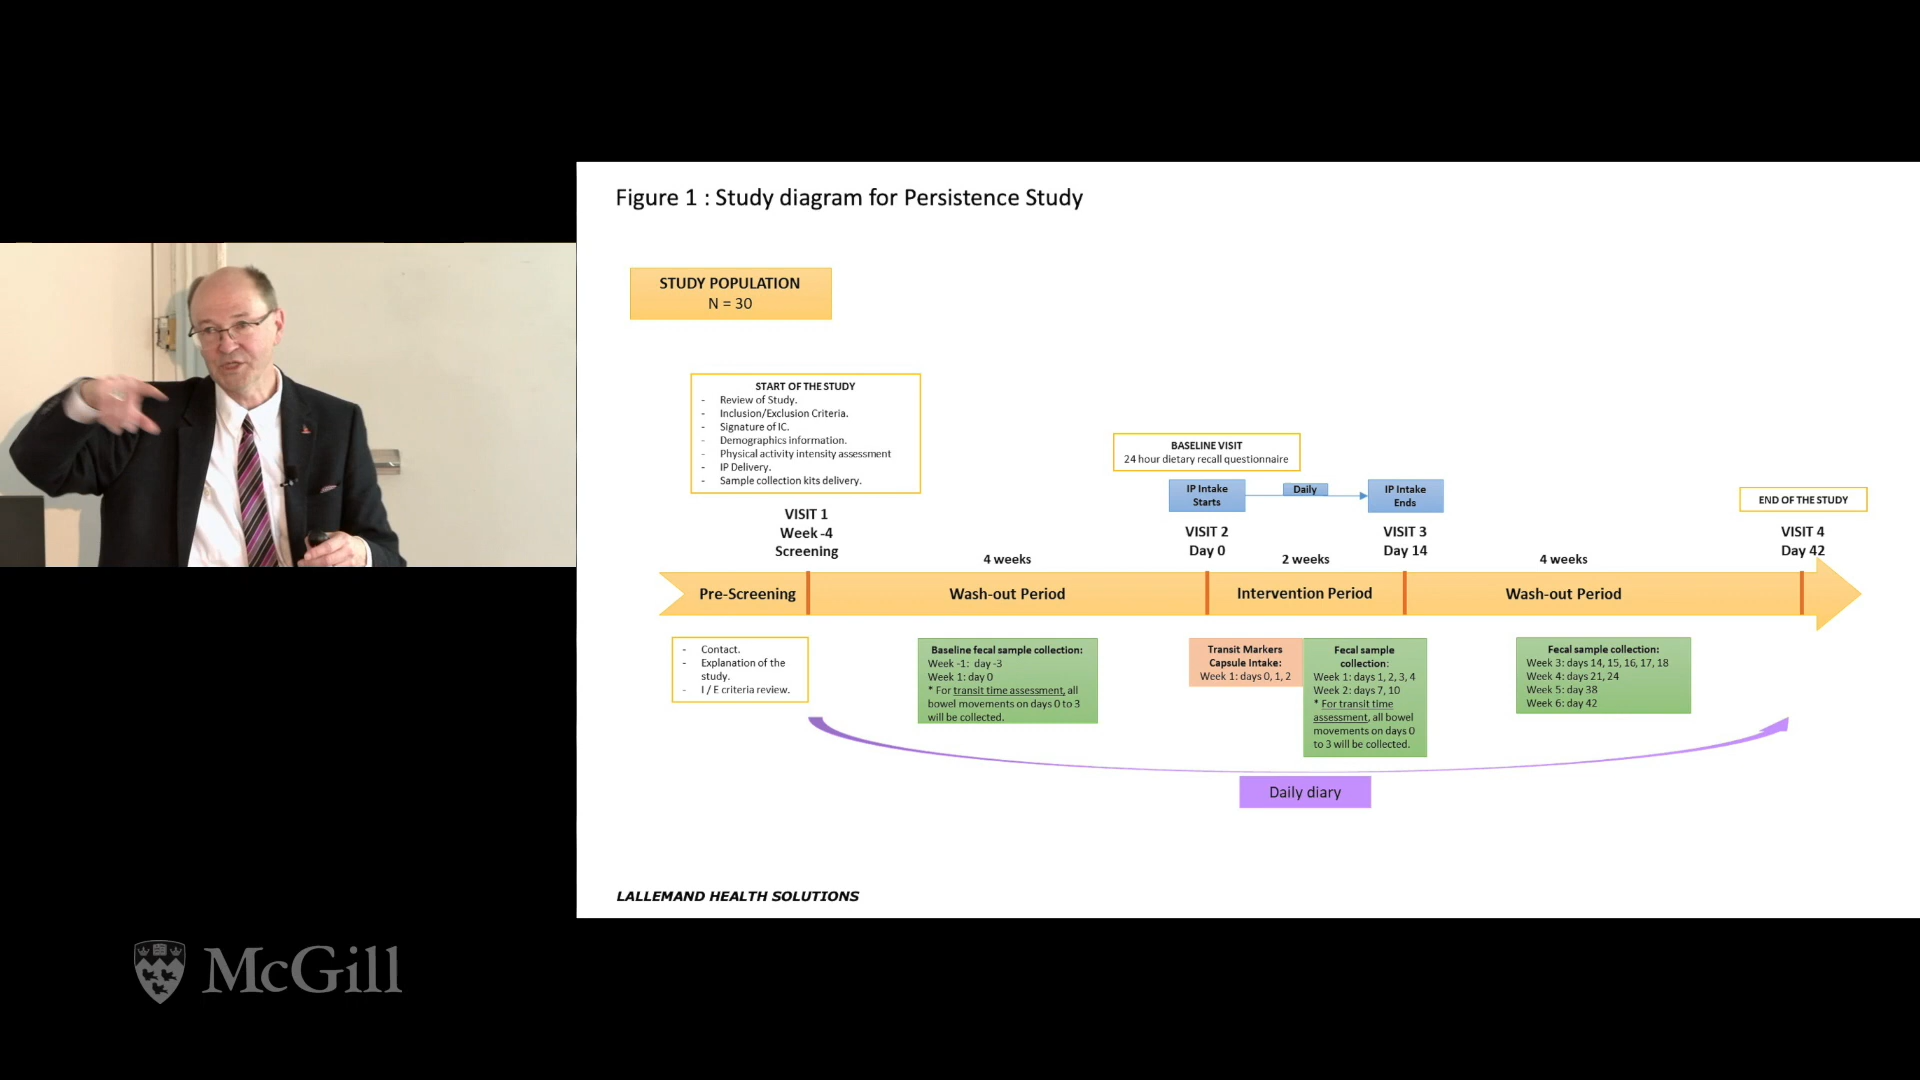 Figure 1 : Study diagram for Persistence Study
STUDY POPULATION
N = 30
START OF THE STUDY
- Review of Study.
- Inclusion/Exclusion Criteria.
- Signature of IC.
- Demographics information.
- Physical activity intensity assessment
- IP Delivery.
- Sample collection kits delivery.
BASELINE VISIT
24 hour dietary recall questionnaire
IP Intake
Starts
Daily
IP Intake
Ends
END OF THE STUDY
VISIT 1
Week -4
Screening
VISIT 2
Day 0
VISIT 3
Day 14
VISIT 4
Day 42
4 weeks
2 weeks
4 weeks
Pre-Screening
Wash-out Period
Intervention Period
Wash-out Period
- Contact.
- Explanation of the
study.
- I / E criteria review.
Baseline fecal sample collection:
Week -1: day -3
Week 1: day 0
* For transit time assessment, all
bowel movements on days 0 to 3
will be collected.
Transit Markers
Capsule Intake:
Week 1: days 0, 1, 2
Fecal sample
collection:
Week 1: days 1, 2, 3, 4
Week 2: days 7, 10
* For transit time
assessment, all bowel
movements on days 0
to 3 will be collected.
Fecal sample collection:
Week 3: days 14, 15, 16, 17, 18
Week 4: days 21, 24
Week 5: day 38
Week 6: day 42
Daily diary
LALLEMAND HEALTH SOLUTIONS
McGill